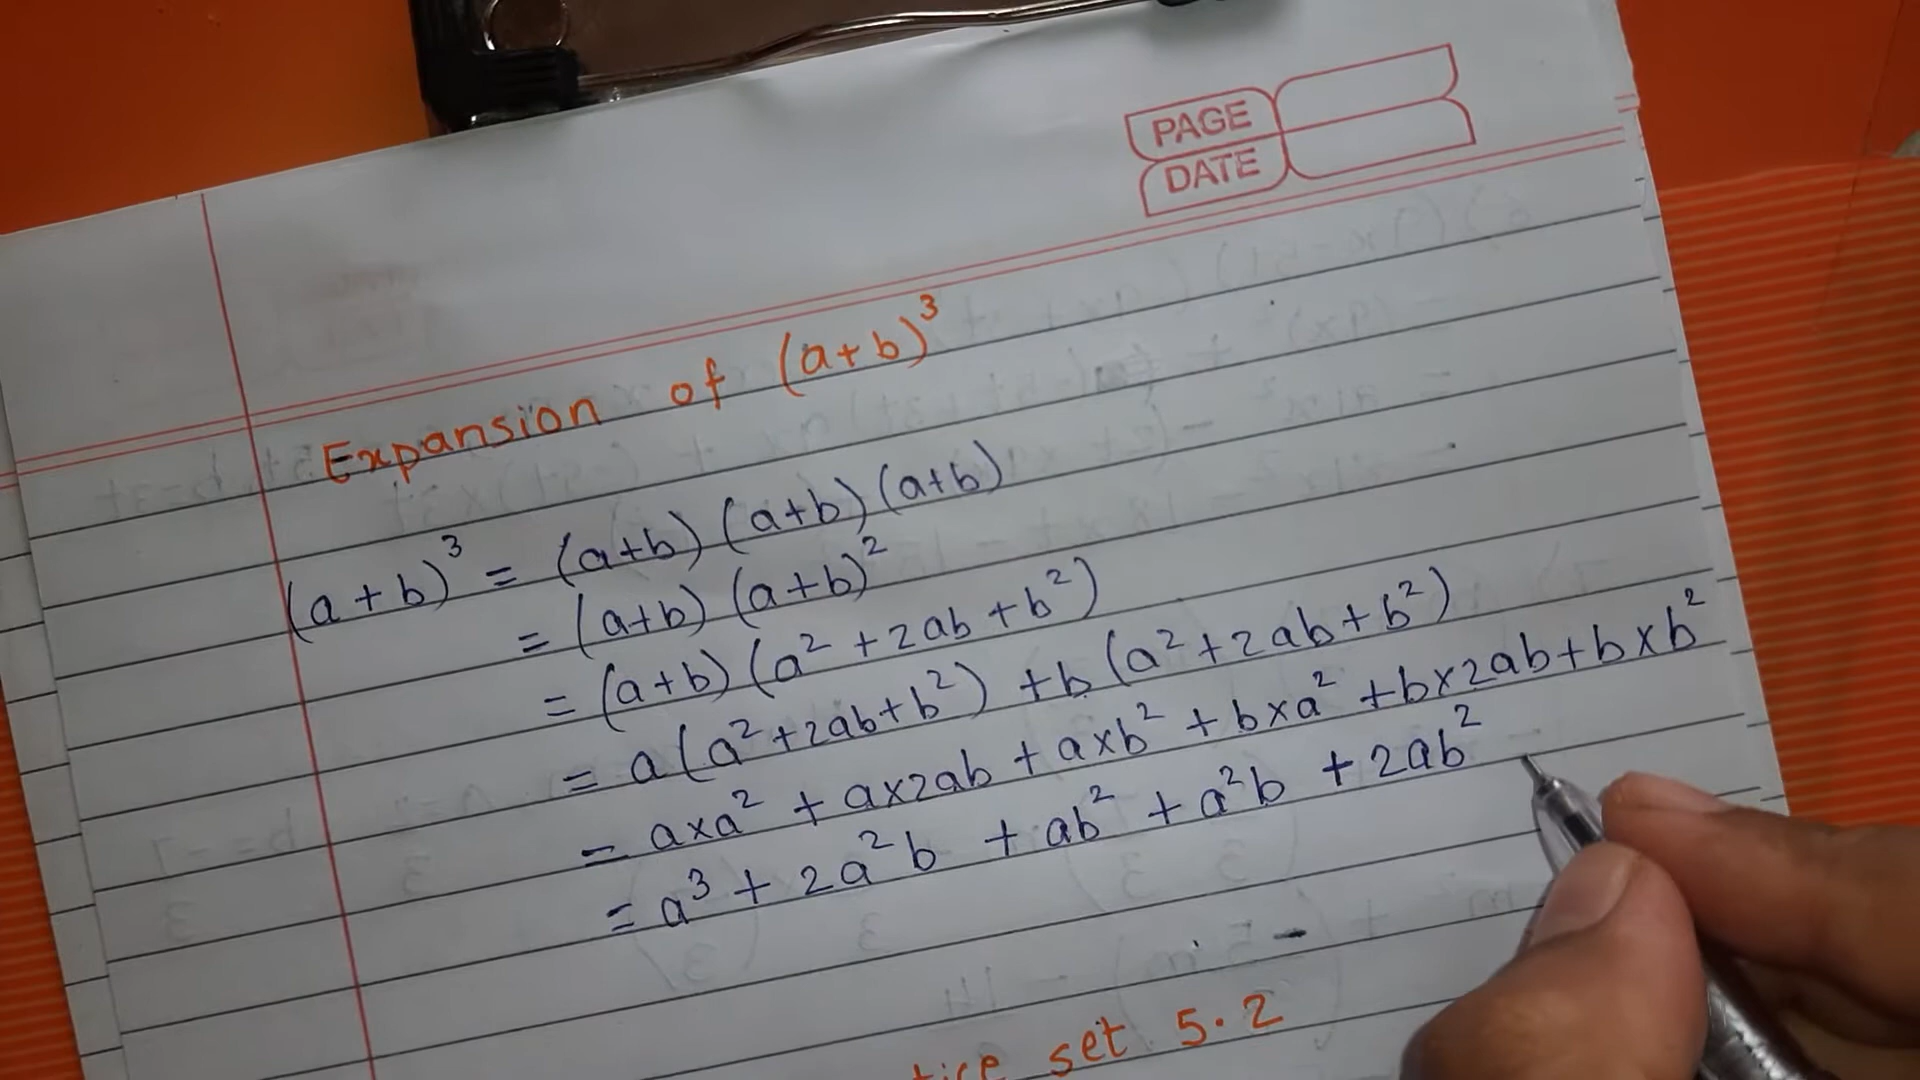 PAGE
DATE
Expansion of (a+b)³
(a+b)³ = (a+b) (a+b) (a+b)
= (a+b) (a+b)²
= (a+b) (a² + 2ab + b²)
= a (a²+2ab+b²) + b (a²+2ab+b²)
= a×a² + a×2ab + a×b² + b×a² + b×2ab + b×b²
= a³ + 2a²b + ab² + a²b + 2ab²
set 5.2